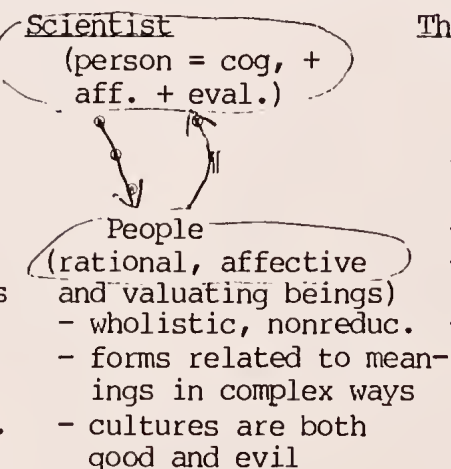 Scientist
Th
(person = cog, +
aff. + eval.)
People
(rational, affective
s and valuating beings)
- wholistic, nonreduc. -
- forms related to mean-
ings in complex ways
. - cultures are both
good and evil